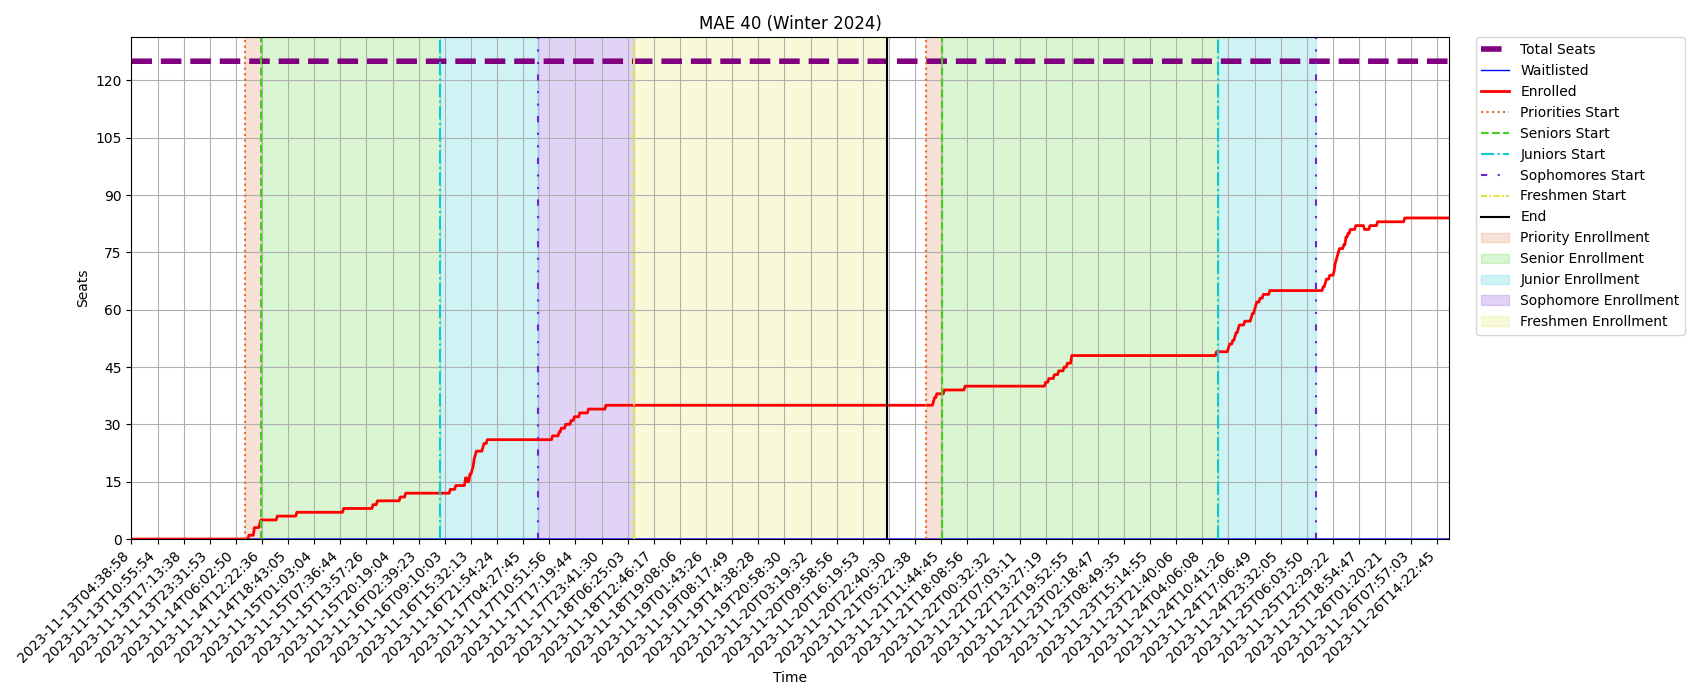 MAE 40 (Winter 2024)
Seats
120
105
90
75
60
45
30
15
0
2023-11-13T04:38:58
2023-11-13T10:55:54
2023-11-13T17:13:38
2023-11-13T23:31:53
2023-11-14T06:02:50
2023-11-14T12:22:36
2023-11-14T18:43:05
2023-11-15T01:03:04
2023-11-15T07:36:44
2023-11-15T13:57:26
2023-11-15T20:19:04
2023-11-16T02:39:23
2023-11-16T09:10:03
2023-11-16T15:32:13
2023-11-16T21:54:24
2023-11-17T04:27:45
2023-11-17T10:51:56
2023-11-17T17:19:44
2023-11-17T23:41:30
2023-11-18T06:25:03
2023-11-18T12:46:17
2023-11-18T19:08:06
2023-11-19T01:43:26
2023-11-19T08:17:49
2023-11-19T14:38:28
2023-11-19T20:58:30
2023-11-20T03:19:32
2023-11-20T09:58:56
2023-11-20T16:19:53
2023-11-20T22:40:30
2023-11-21T05:22:38
2023-11-21T11:44:45
2023-11-21T18:08:56
2023-11-22T00:32:32
2023-11-22T07:03:11
2023-11-22T13:27:19
2023-11-22T19:52:55
2023-11-23T02:18:47
2023-11-23T08:49:35
2023-11-23T15:14:55
2023-11-23T21:40:06
2023-11-24T04:06:08
2023-11-24T10:41:26
2023-11-24T17:06:49
2023-11-24T23:32:05
2023-11-25T06:03:50
2023-11-25T12:29:22
2023-11-25T18:54:47
2023-11-26T01:20:21
2023-11-26T07:57:03
2023-11-26T14:22:45
Time
Total Seats
Waitlisted
Enrolled
Priorities Start
Seniors Start
Juniors Start
Sophomores Start
Freshmen Start
End
Priority Enrollment
Senior Enrollment
Junior Enrollment
Sophomore Enrollment
Freshmen Enrollment